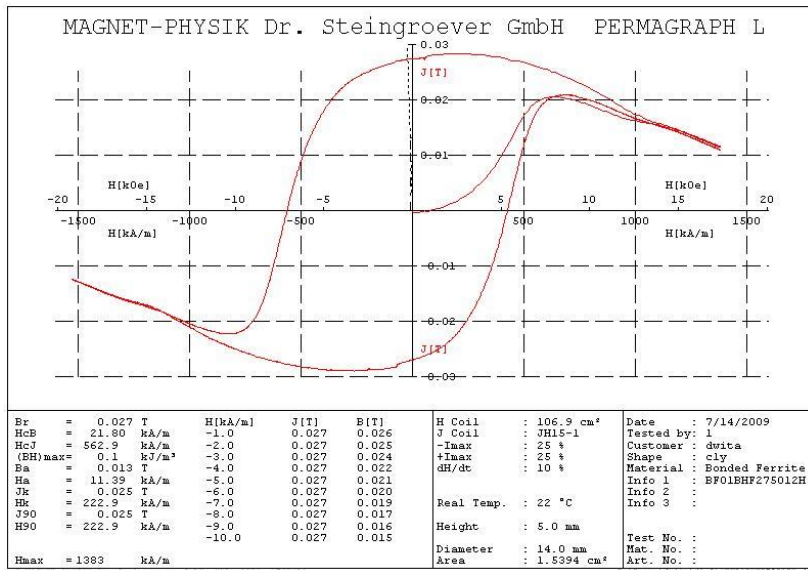 MAGNET-PHYSIK Dr. Steingroever GmbH PERMAGRAPH L
0.03
J[T]
0.02
0.01
H[kOe] H[kOe]
-20 -15 -10 -5 5 10 15 20
-1500 -1000 -500 0 500 1000 1500
H[kA/m] H[kA/m]
0.01
0.02
J[T]
0.03
Br = 0.027 T
HcB = 21.80 kA/m
HcJ = 562.9 kA/m
(BH)max= 0.1 kJ/m³
Ba = 0.013 T
Ha = 11.39 kA/m
Jk = 0.025 T
Hk = 222.9 kA/m
J90 = 0.025 T
H90 = 222.9 kA/m
Hmax =1383 kA/m
H[kA/m] J[T] B[T]
-1.0 0.027 0.026
-2.0 0.027 0.025
-3.0 0.027 0.024
-4.0 0.027 0.022
-5.0 0.027 0.021
-6.0 0.027 0.020
-7.0 0.027 0.019
-8.0 0.027 0.017
-9.0 0.027 0.016
-10.0 0.027 0.015
H Coil : 106.9 cm²
J Coil : JH15-1
-Imax : 25 %
+Imax : 25 %
dH/dt : 10 %
Real Temp. : 22 °C
Height : 5.0 mm
Diameter : 14.0 mm
Area : 1.5394 cm²
Date : 7/14/2009
Tested by: 1
Customer : dwita
Shape : cly
Material : Bonded Ferrite
Info 1 : BF01BHF275012H
Info 2 :
Info 3 :
Test No. :
Mat. No. :
Art. No. :